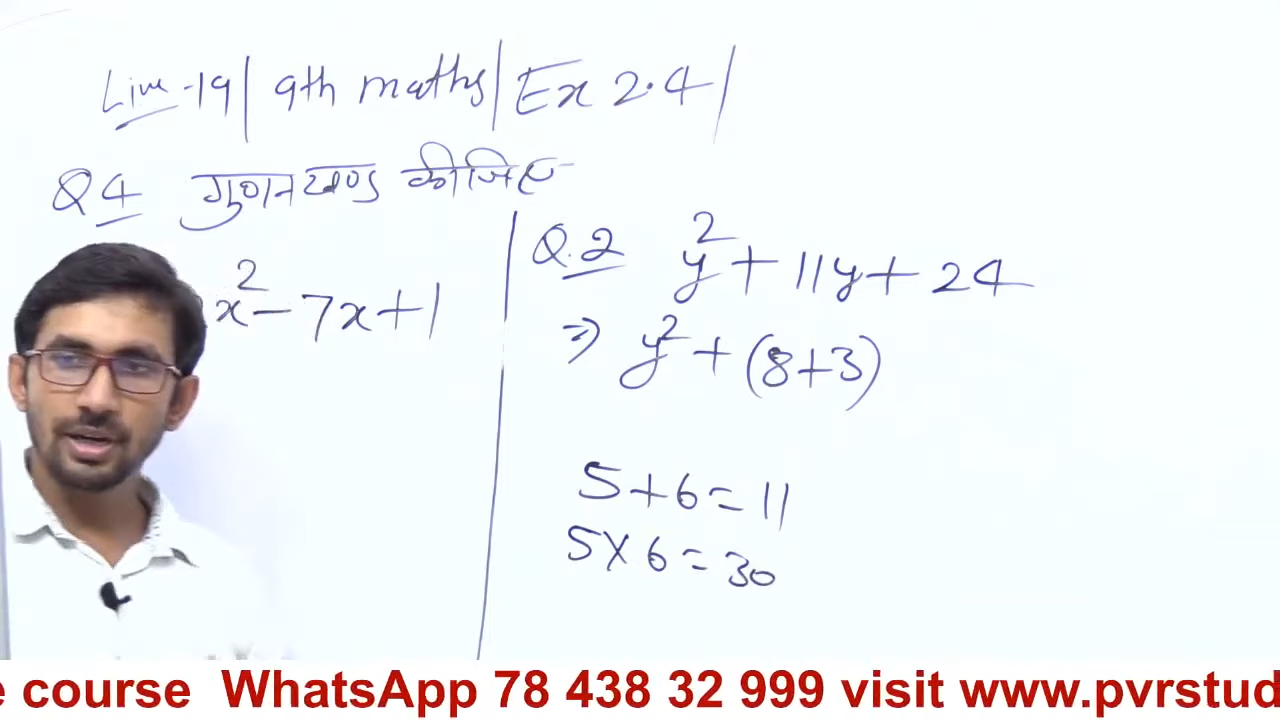 Live-19| 9th maths| Ex 2.4|
Q4 गुणनखण्ड कीजिए
x² - 7x + 1
Q.2 y² + 11y + 24
⇒ y² + (8+3)
5+6=11
5×6=30
course WhatsApp 78 438 32 999 visit www.pvrstud